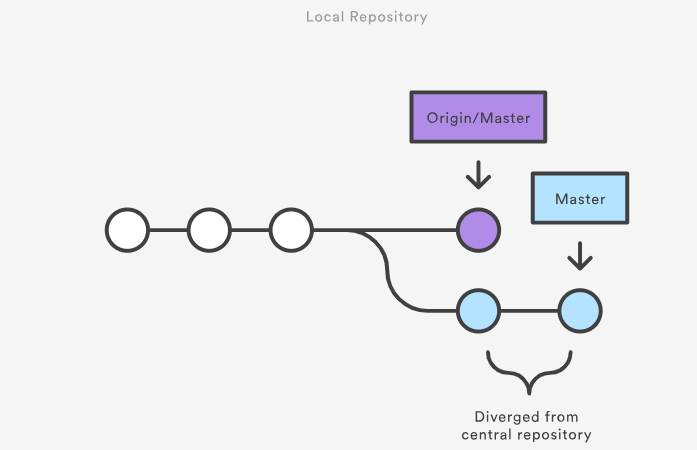 Local Repository
Origin/Master
Master
Diverged from
central repository